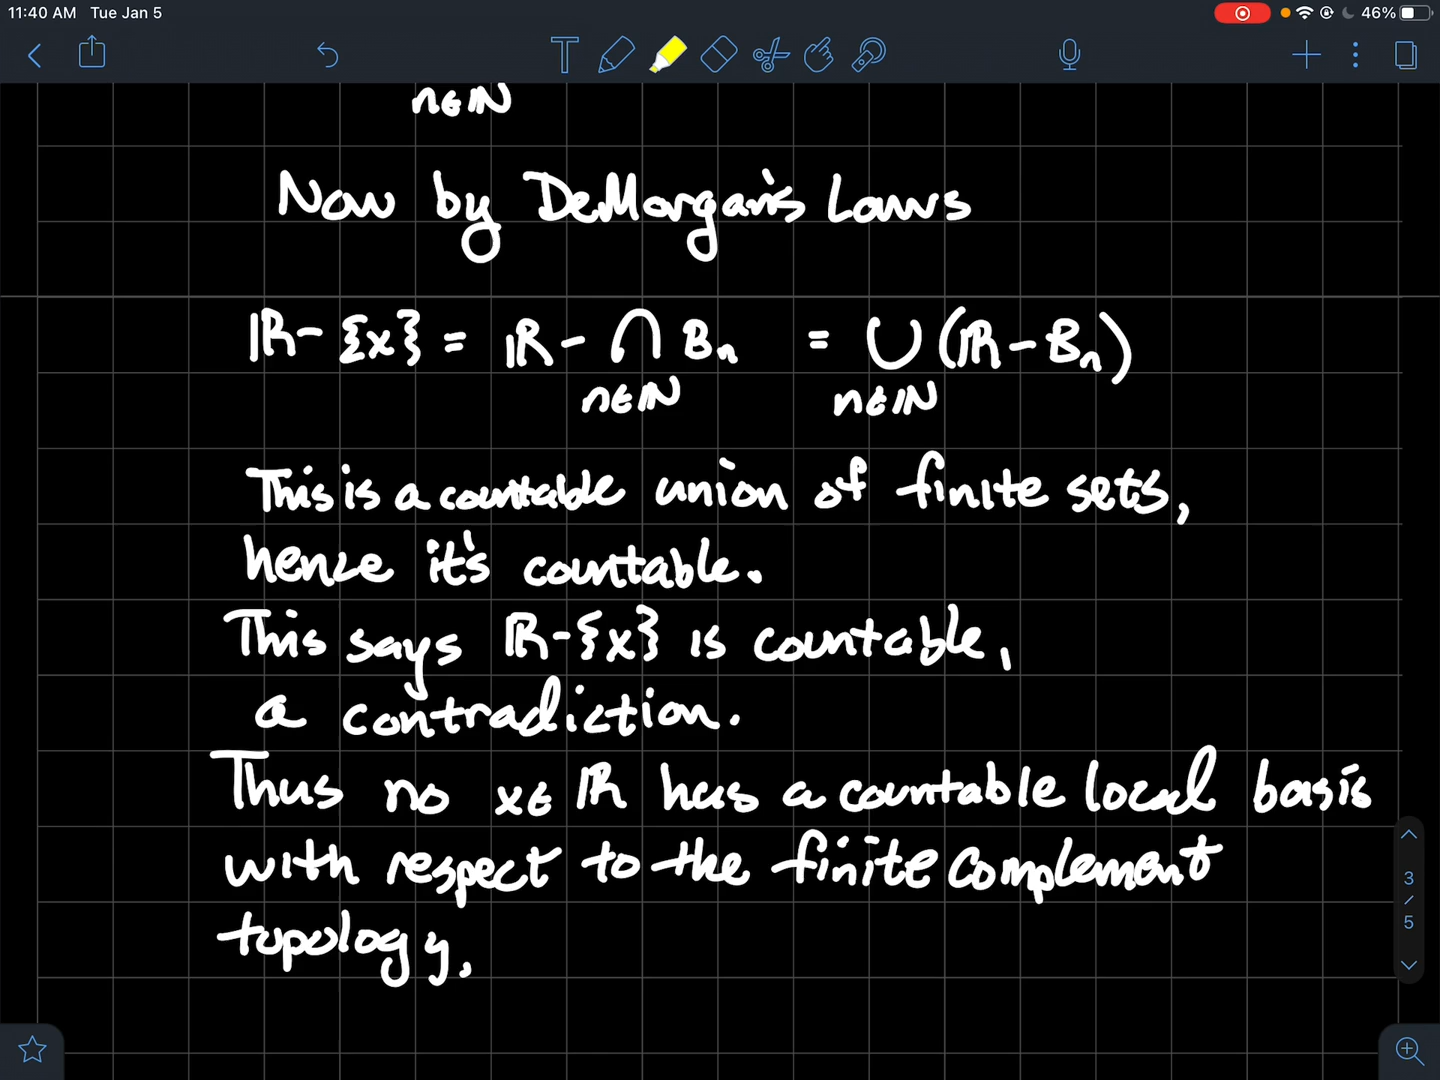 11:40 AM Tue Jan 5
46%
n∈ℕ
Now by DeMorgan's Laws
ℝ-{x} = ℝ - ⋂ Bₙ = ⋃ (ℝ - Bₙ)
n∈ℕ n∈ℕ
This is a countable union of finite sets,
hence it's countable.
This says ℝ-{x} is countable,
a contradiction.
Thus no x∈ ℝ has a countable local basis
with respect to the finite complement
topology.
3
/
5